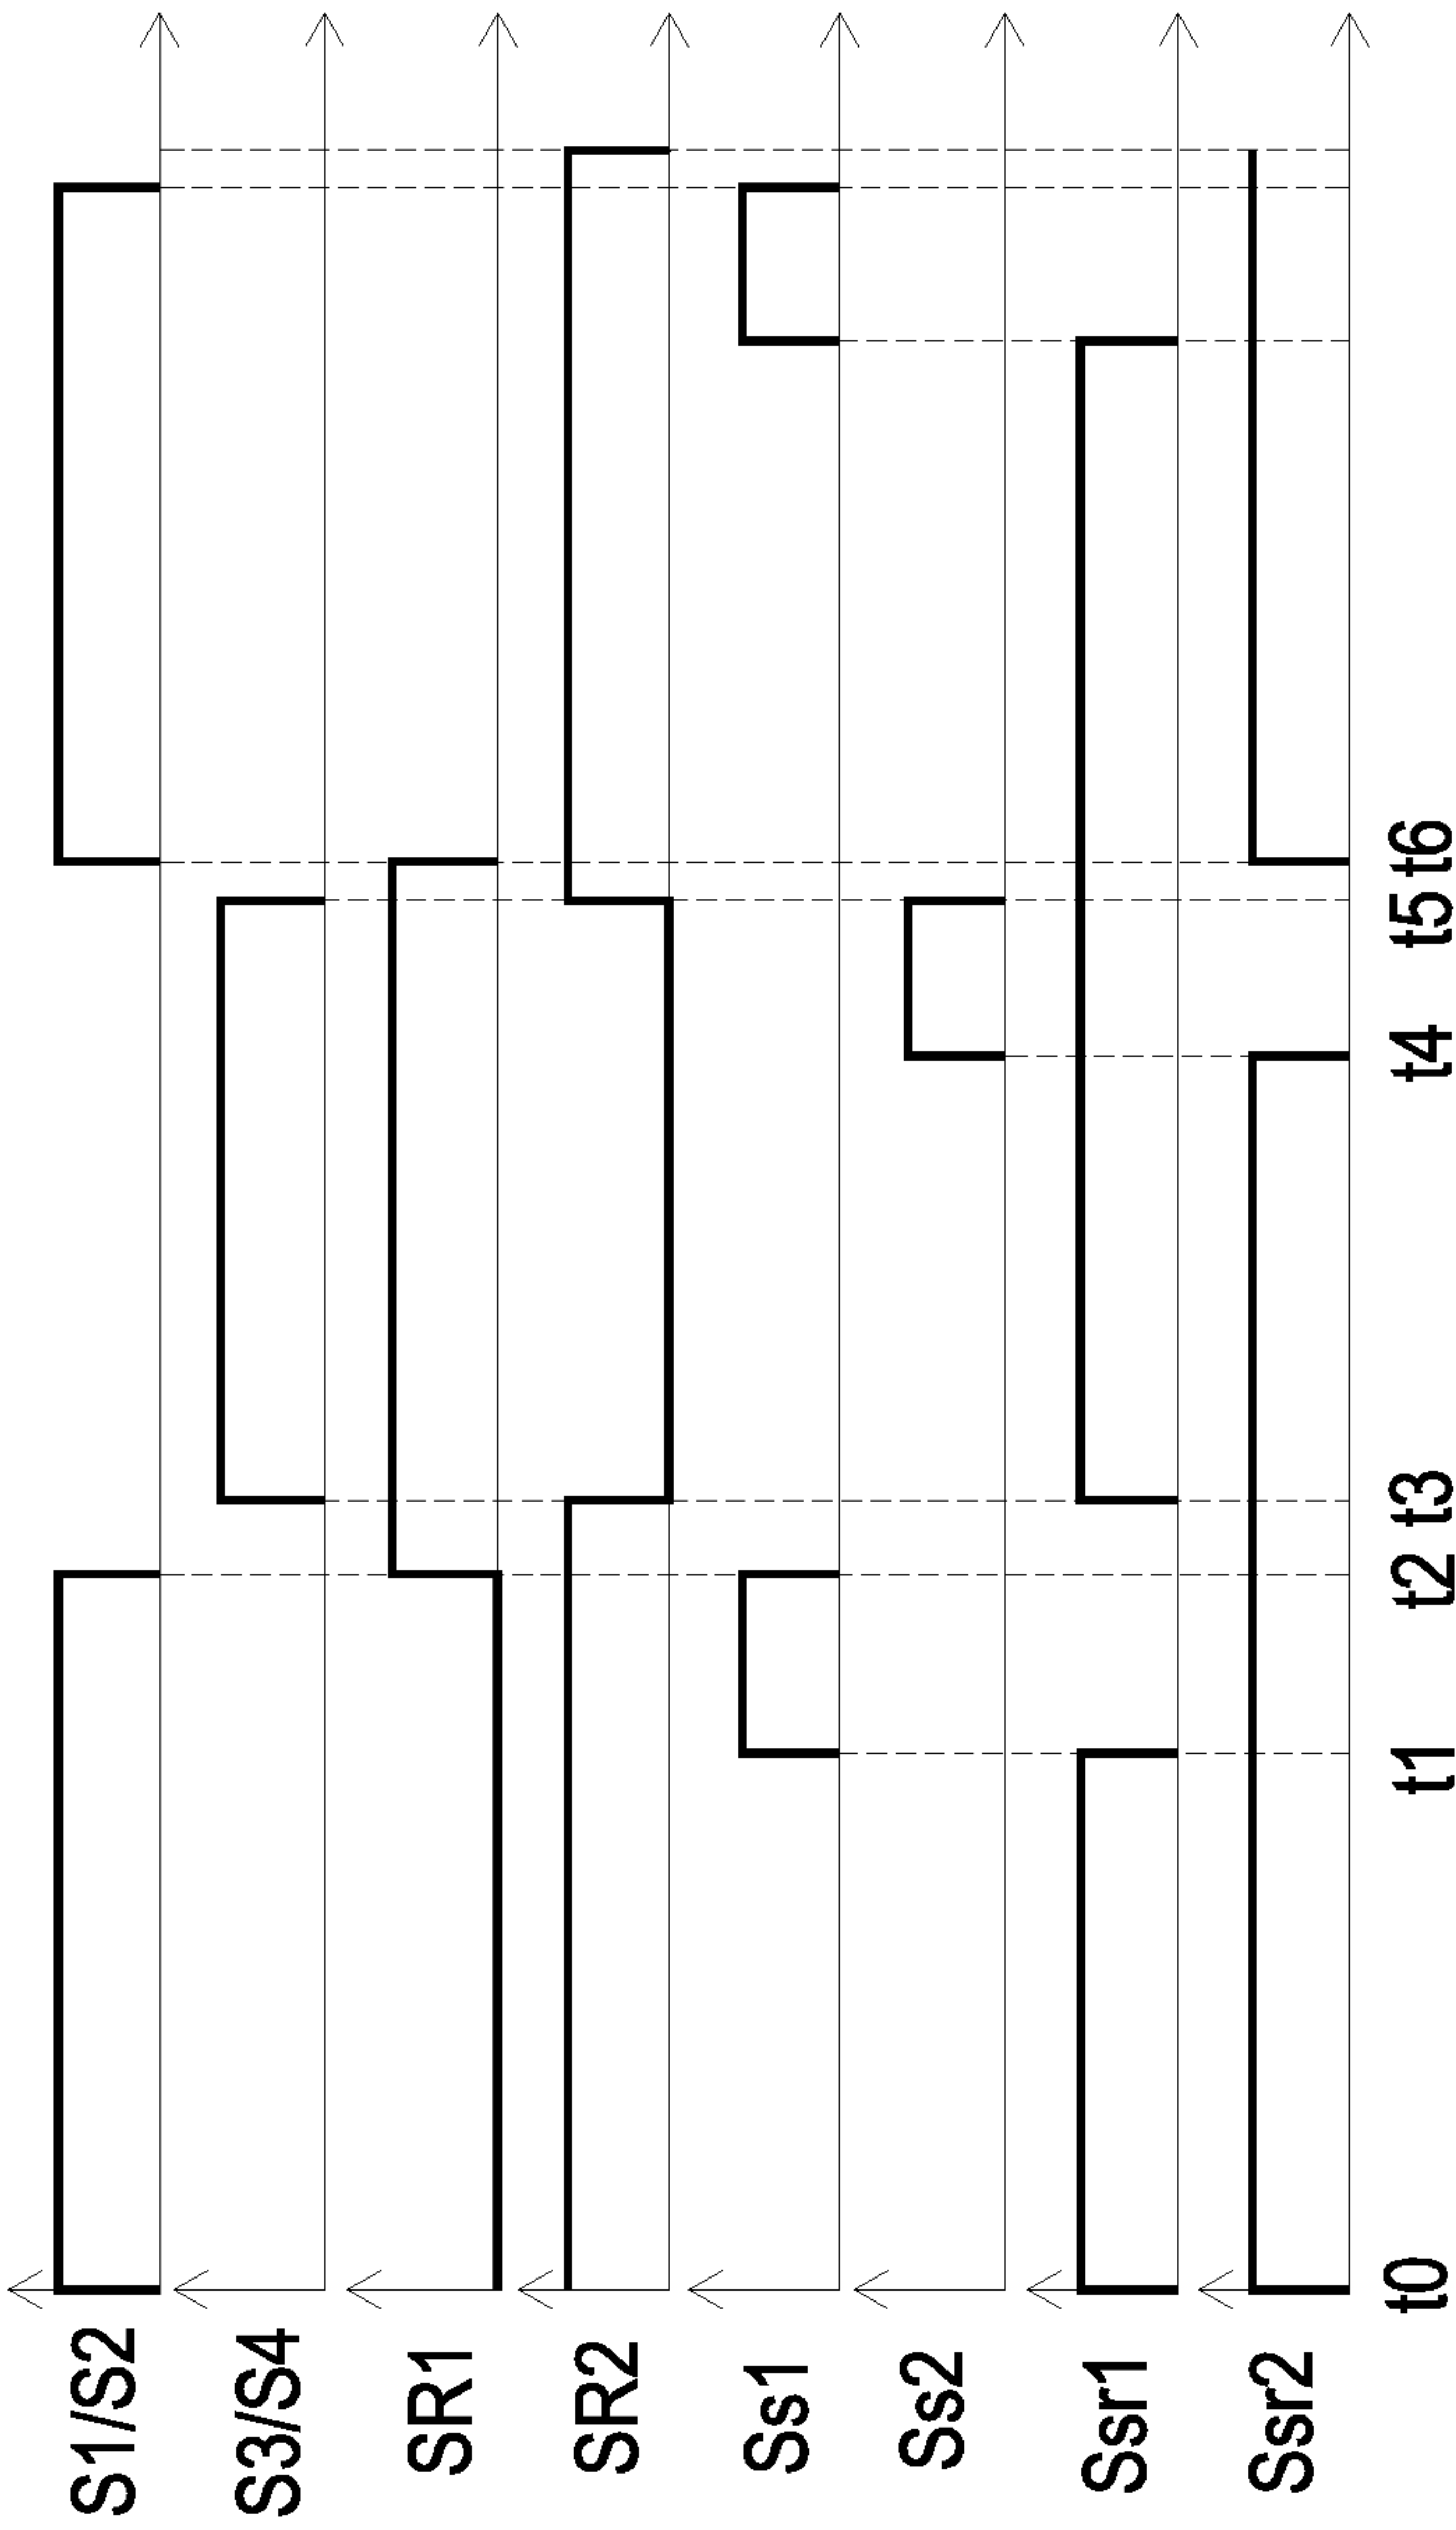 S1/S2
S3/S4
SR1
SR2
Ss1
Ss2
Ssr1
Ssr2
t0 t1 t2 t3 t4 t5 t6